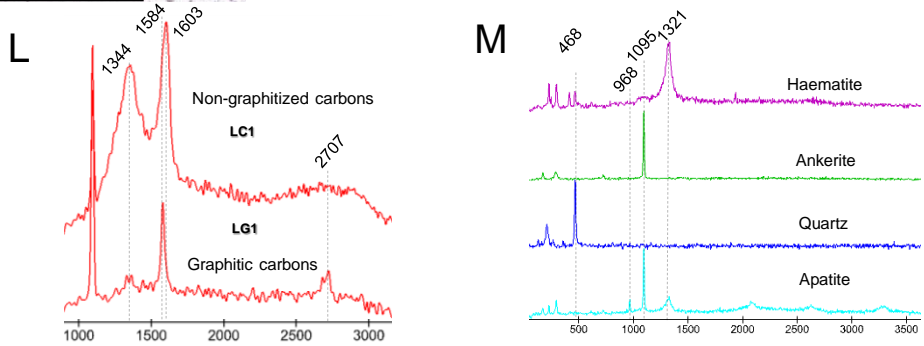 L
1344
1584
1603
Non-graphitized carbons
LC1
2707
LG1
Graphitic carbons
1000 1500 2000 2500 3000
M
468
968
1095
1321
Haematite
Ankerite
Quartz
Apatite
500 1000 1500 2000 2500 3000 3500